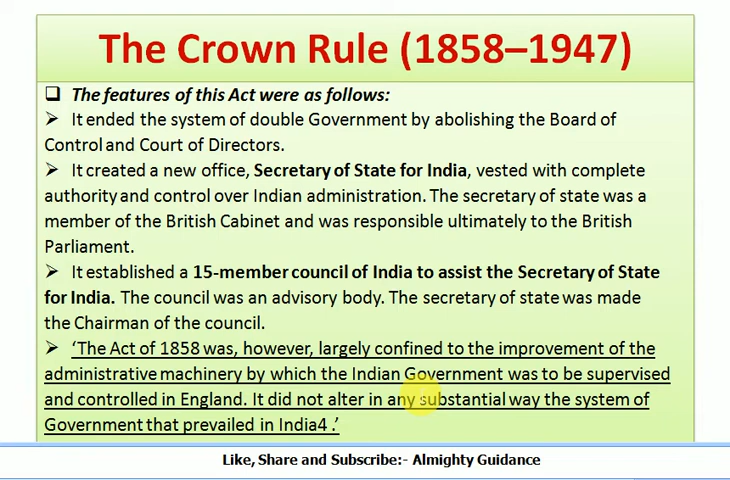 The Crown Rule (1858–1947)
❑ The features of this Act were as follows:
➢ It ended the system of double Government by abolishing the Board of
Control and Court of Directors.
➢ It created a new office, Secretary of State for India, vested with complete
authority and control over Indian administration. The secretary of state was a
member of the British Cabinet and was responsible ultimately to the British
Parliament.
➢ It established a 15-member council of India to assist the Secretary of State
for India. The council was an advisory body. The secretary of state was made
the Chairman of the council.
➢ ‘The Act of 1858 was, however, largely confined to the improvement of the
administrative machinery by which the Indian Government was to be supervised
and controlled in England. It did not alter in any substantial way the system of
Government that prevailed in India4 .’
Like, Share and Subscribe:- Almighty Guidance